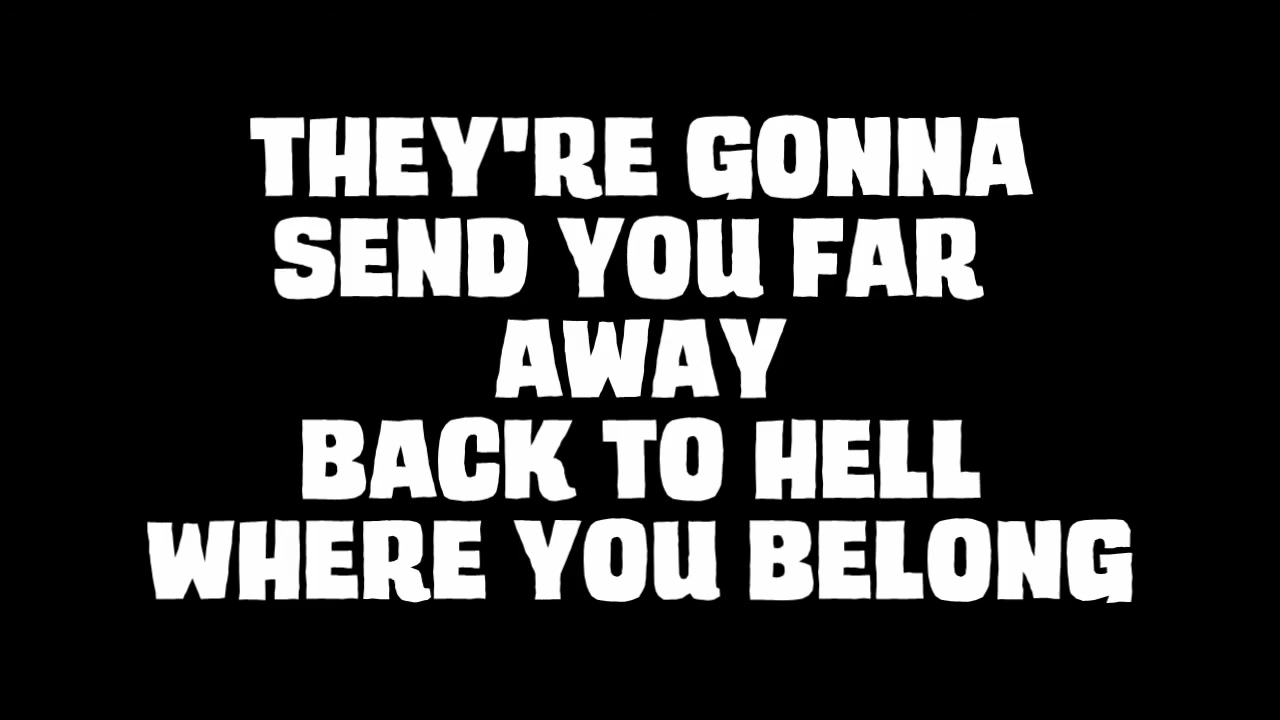 THEY'RE GONNA
SEND YOU FAR
AWAY
BACK TO HELL
WHERE YOU BELONG